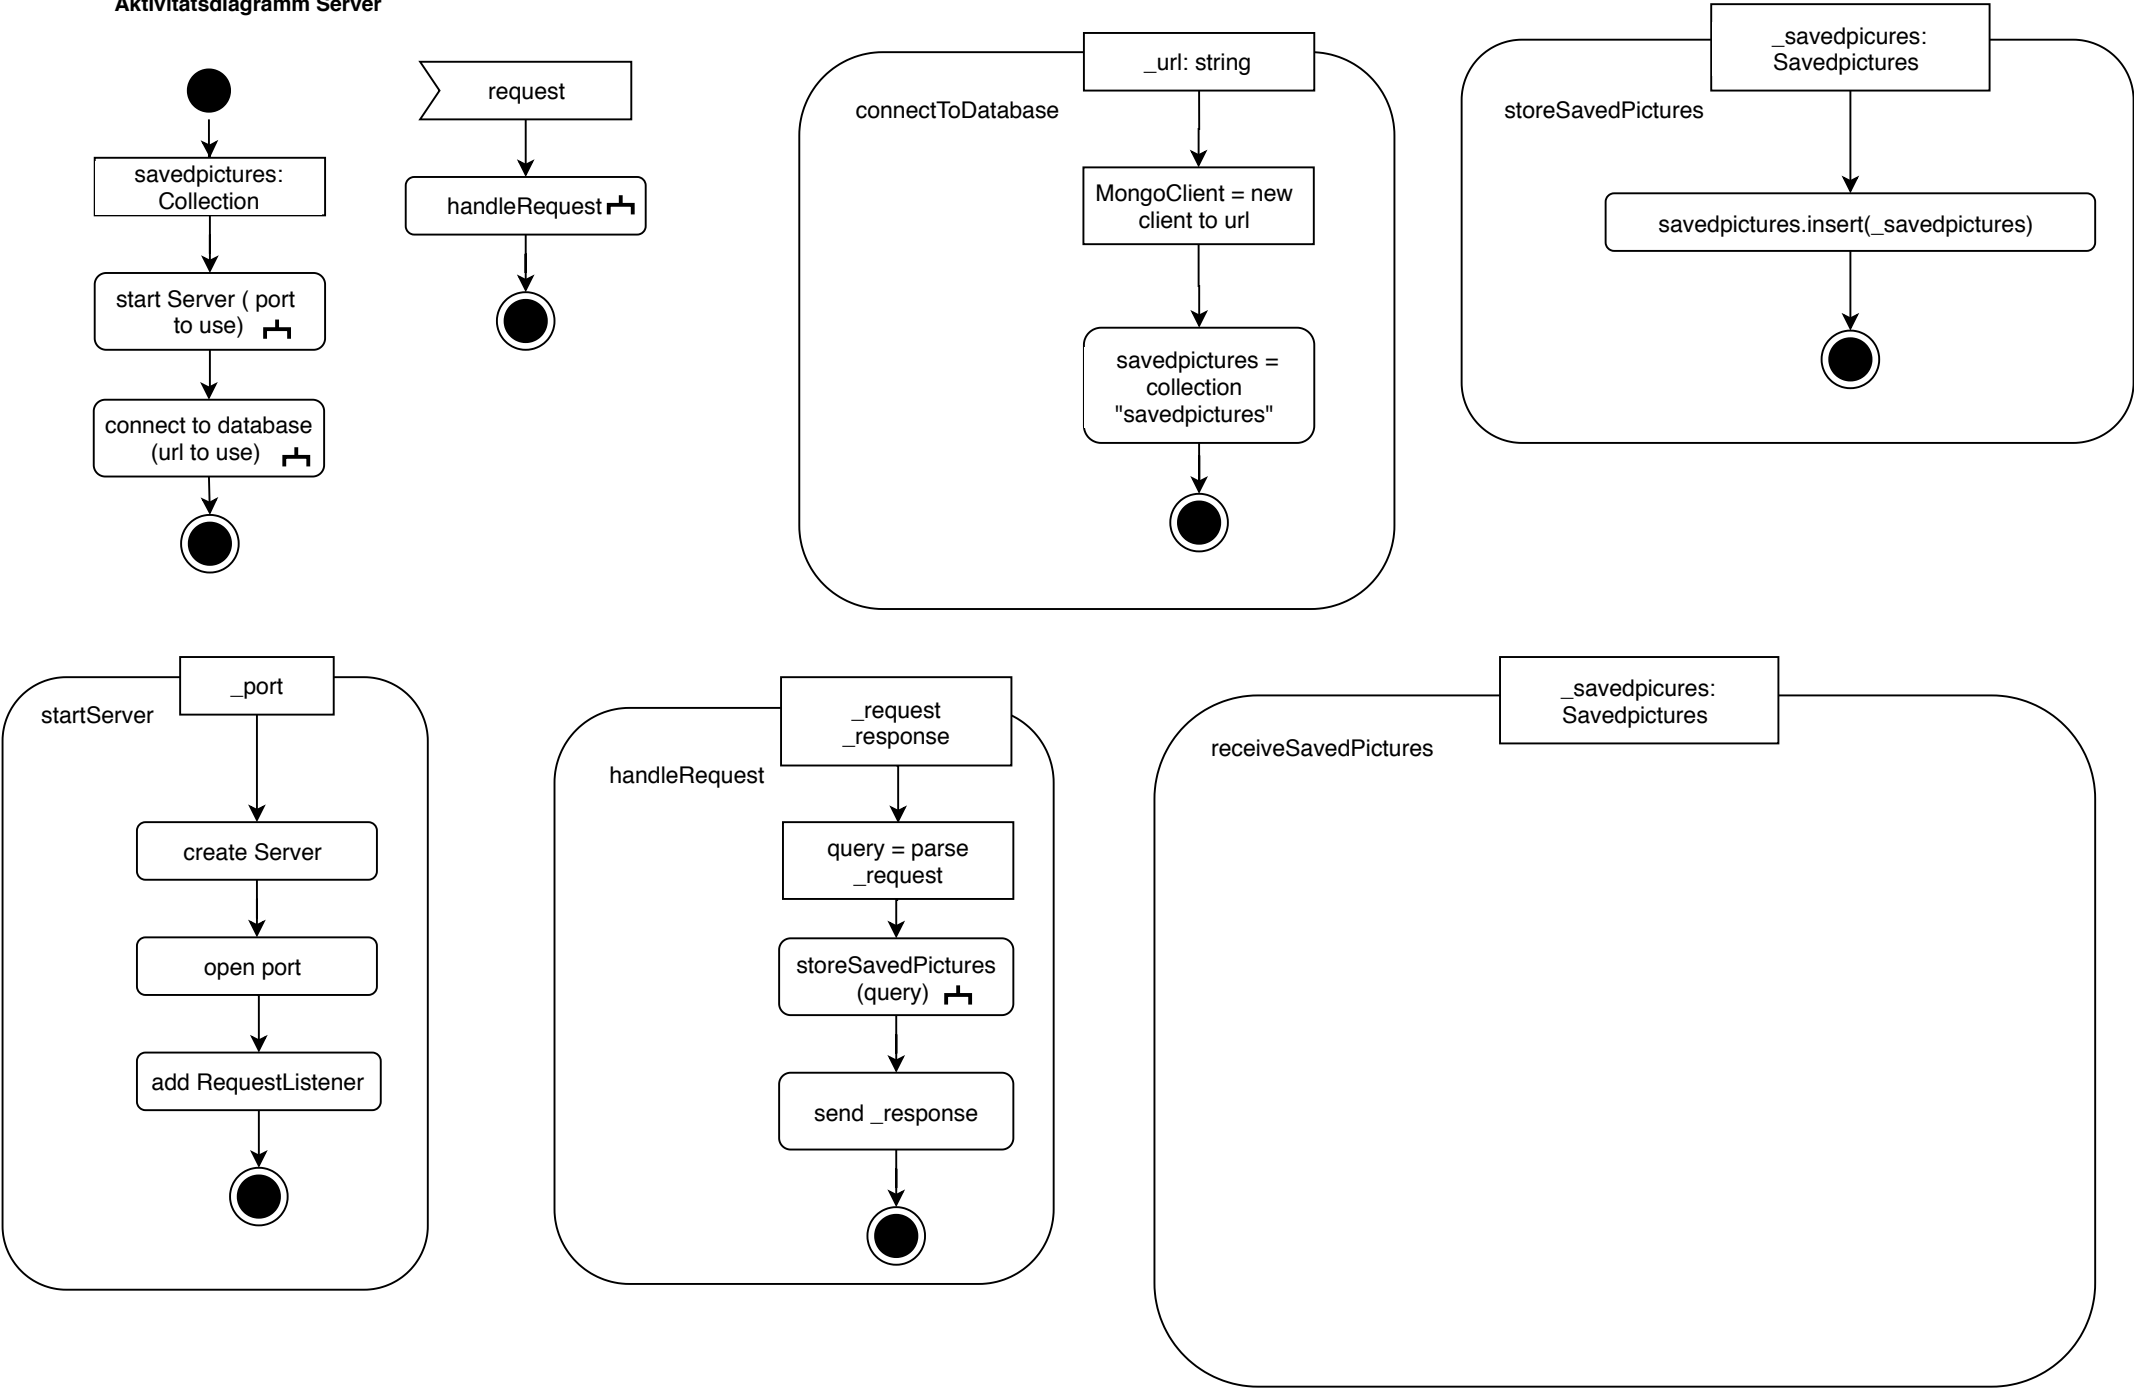 Aktivitätsdiagramm Server
savedpictures:
Collection
start Server ( port
to use)
connect to database
(url to use)
request
handleRequest
_url: string
connectToDatabase
MongoClient = new
client to url
savedpictures =
collection
"savedpictures"
_savedpicures:
Savedpictures
storeSavedPictures
savedpictures.insert(_savedpictures)
_port
startServer
create Server
open port
add RequestListener
_request
_response
handleRequest
query = parse
_request
storeSavedPictures
(query)
send _response
_savedpicures:
Savedpictures
receiveSavedPictures